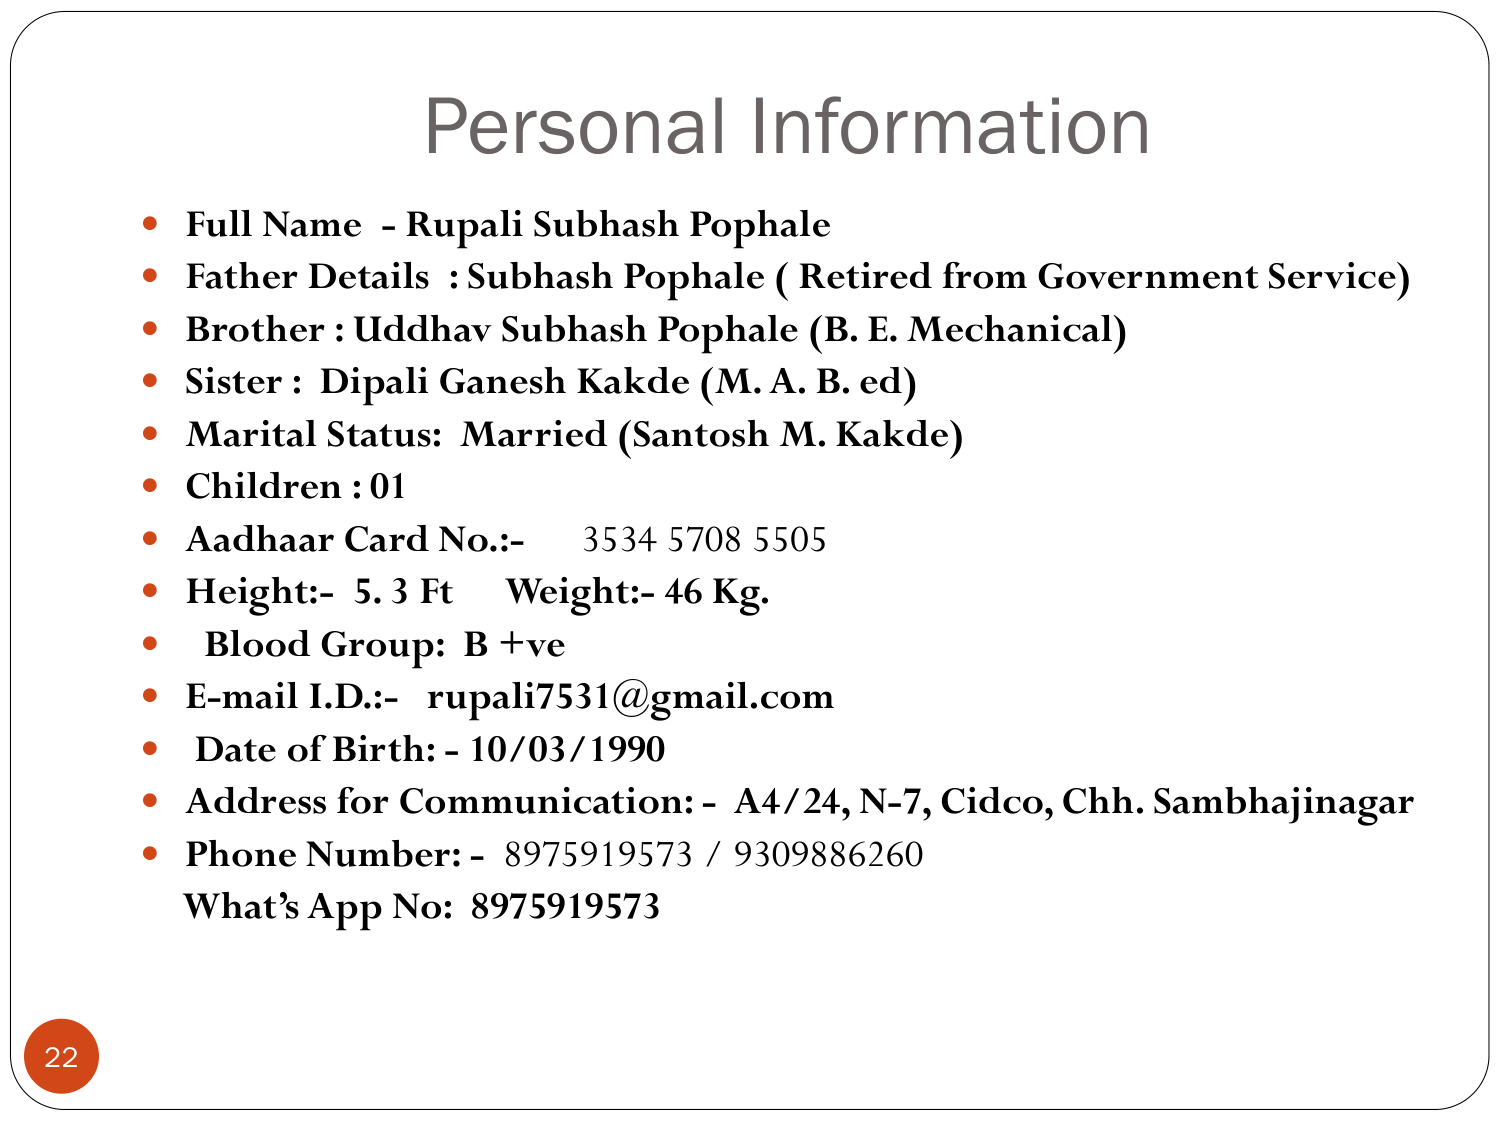 Personal Information
• Full Name - Rupali Subhash Pophale
• Father Details : Subhash Pophale ( Retired from Government Service)
• Brother : Uddhav Subhash Pophale (B. E. Mechanical)
• Sister : Dipali Ganesh Kakde (M. A. B. ed)
• Marital Status: Married (Santosh M. Kakde)
• Children : 01
• Aadhaar Card No.:- 3534 5708 5505
• Height:- 5. 3 Ft Weight:- 46 Kg.
• Blood Group: B +ve
• E-mail I.D.:- rupali7531@gmail.com
• Date of Birth: - 10/03/1990
• Address for Communication: - A4/24, N-7, Cidco, Chh. Sambhajinagar
• Phone Number: - 8975919573 / 9309886260
What’s App No: 8975919573
22